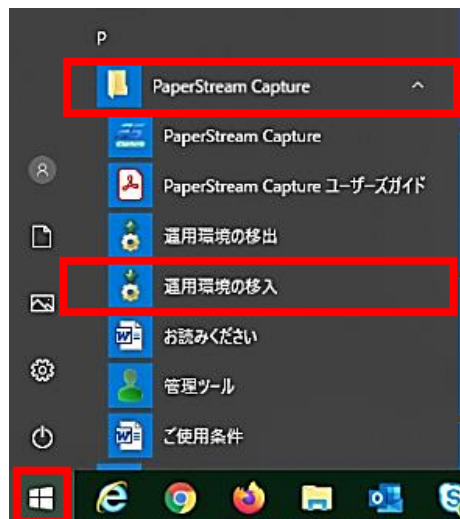 P
PaperStream Capture
PaperStream Capture
PaperStream Capture ユーザーズガイド
運用環境の移出
運用環境の移入
お読みください
管理ツール
ご使用条件